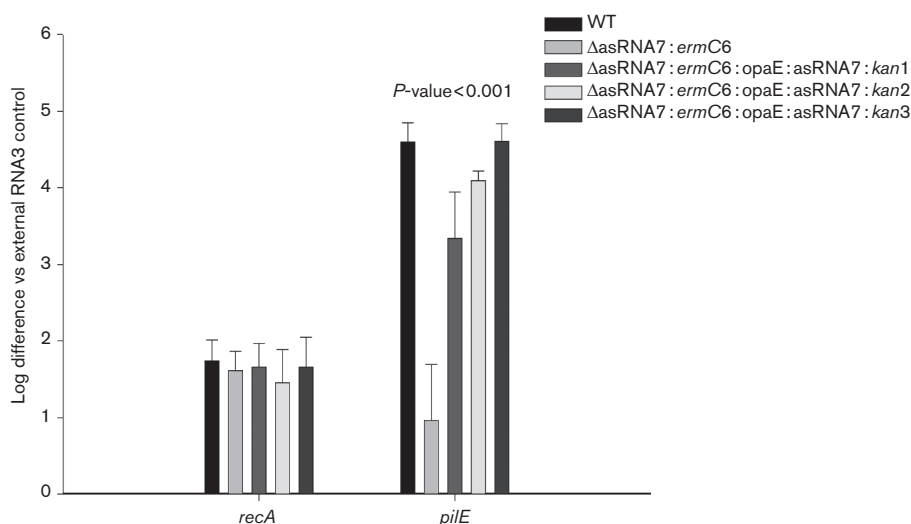 WT
ΔasRNA7:ermC6
ΔasRNA7:ermC6:opaE:asRNA7:kan1
ΔasRNA7:ermC6:opaE:asRNA7:kan2
ΔasRNA7:ermC6:opaE:asRNA7:kan3
P-value<0.001
Log difference vs external RNA3 control
6
5
4
3
2
1
0
recA
pilE